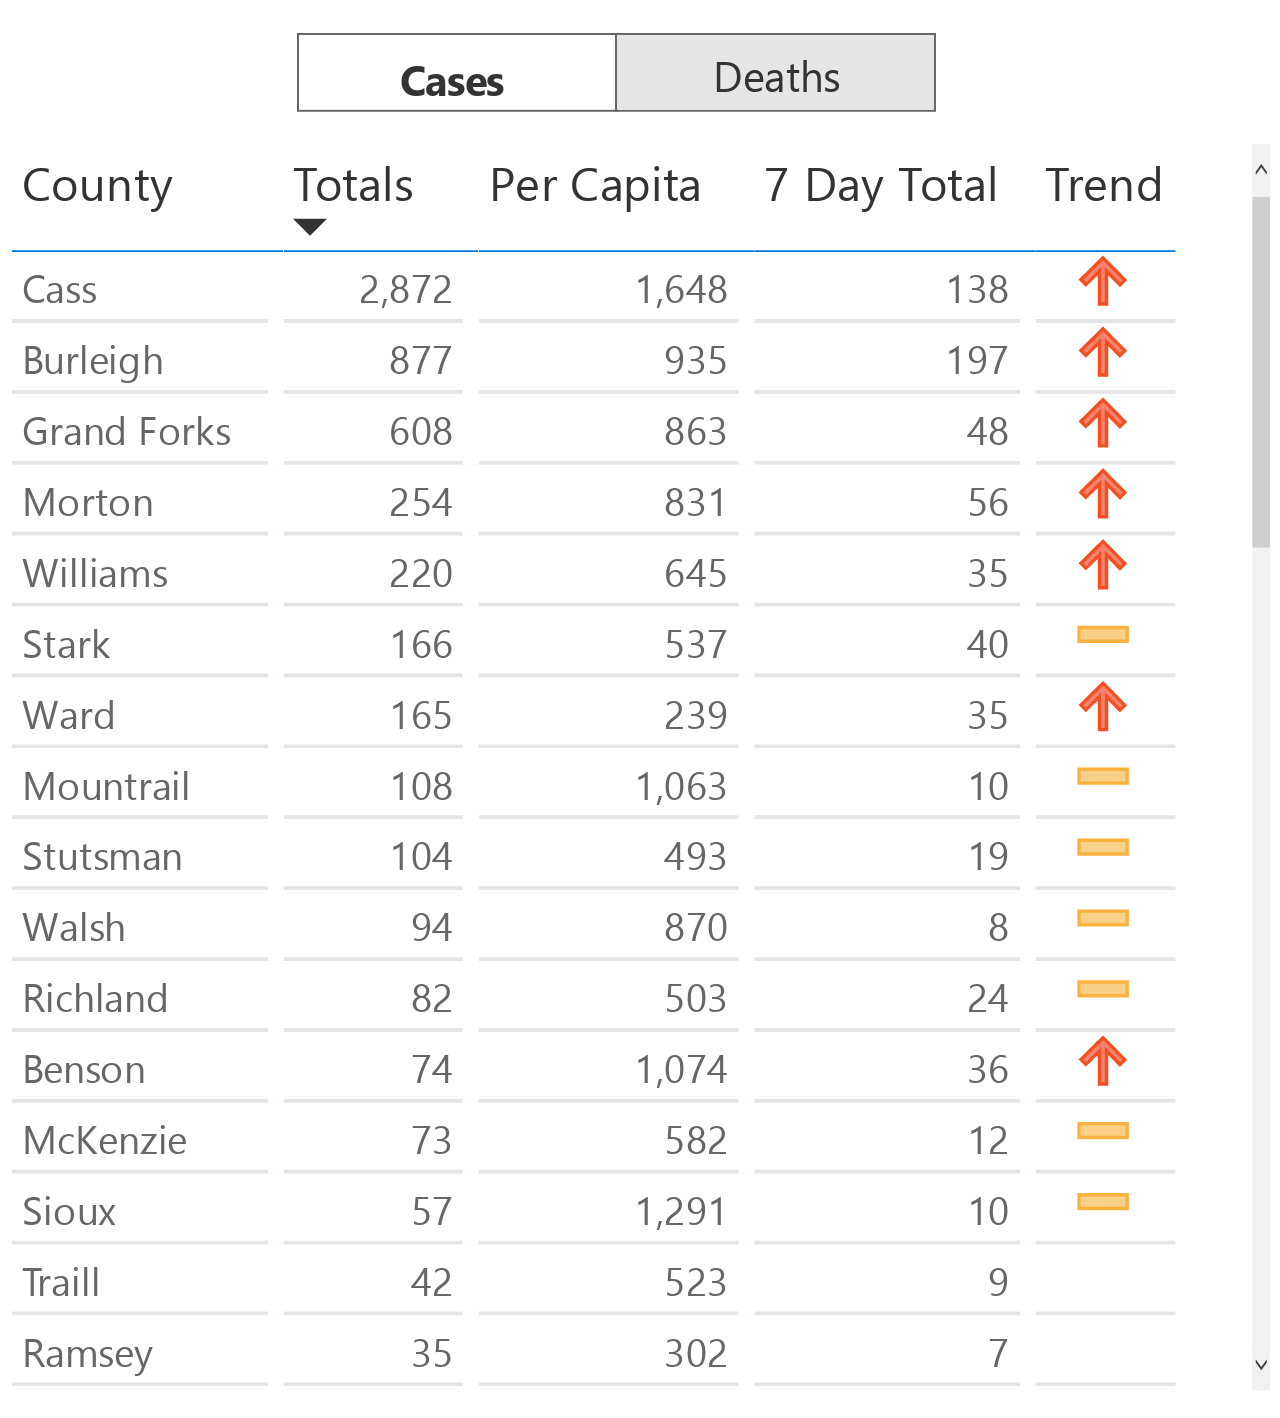 Cases Deaths
County Totals Per Capita 7 Day Total Trend
Cass 2,872 1,648 138
Burleigh 877 935 197
Grand Forks 608 863 48
Morton 254 831 56
Williams 220 645 35
Stark 166 537 40
Ward 165 239 35
Mountrail 108 1,063 10
Stutsman 104 493 19
Walsh 94 870 8
Richland 82 503 24
Benson 74 1,074 36
McKenzie 73 582 12
Sioux 57 1,291 10
Traill 42 523 9
Ramsey 35 302 7